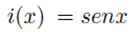 i(x) = senx